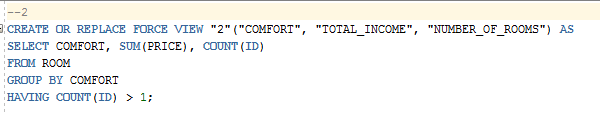 --2
CREATE OR REPLACE FORCE VIEW "2"("COMFORT", "TOTAL_INCOME", "NUMBER_OF_ROOMS") AS
SELECT COMFORT, SUM(PRICE), COUNT(ID)
FROM ROOM
GROUP BY COMFORT
HAVING COUNT(ID) > 1;